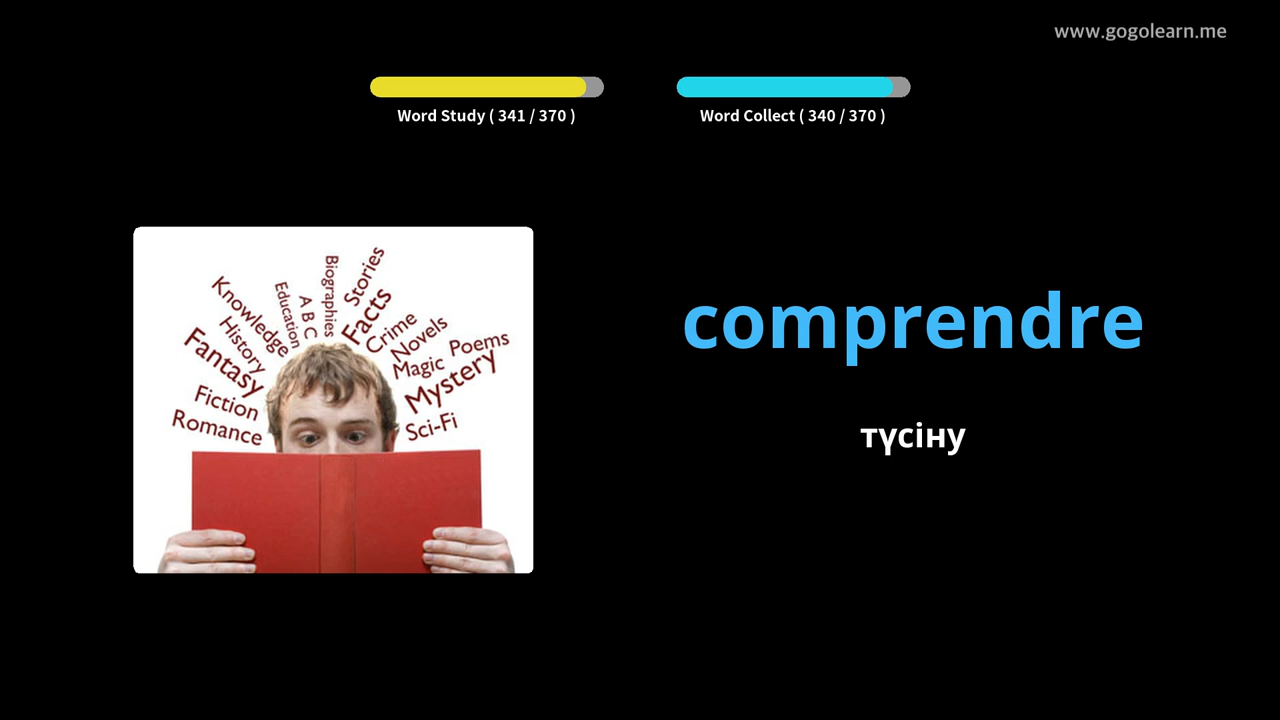 www.gogolearn.me
Word Study ( 341 / 370 )
Word Collect ( 340 / 370 )
Biographies
Stories
Education
A B C
Facts
Knowledge
Crime
History
Novels
Poems
Fantasy
Magic
Mystery
Fiction
Romance
Sci-Fi
comprendre
түсіну